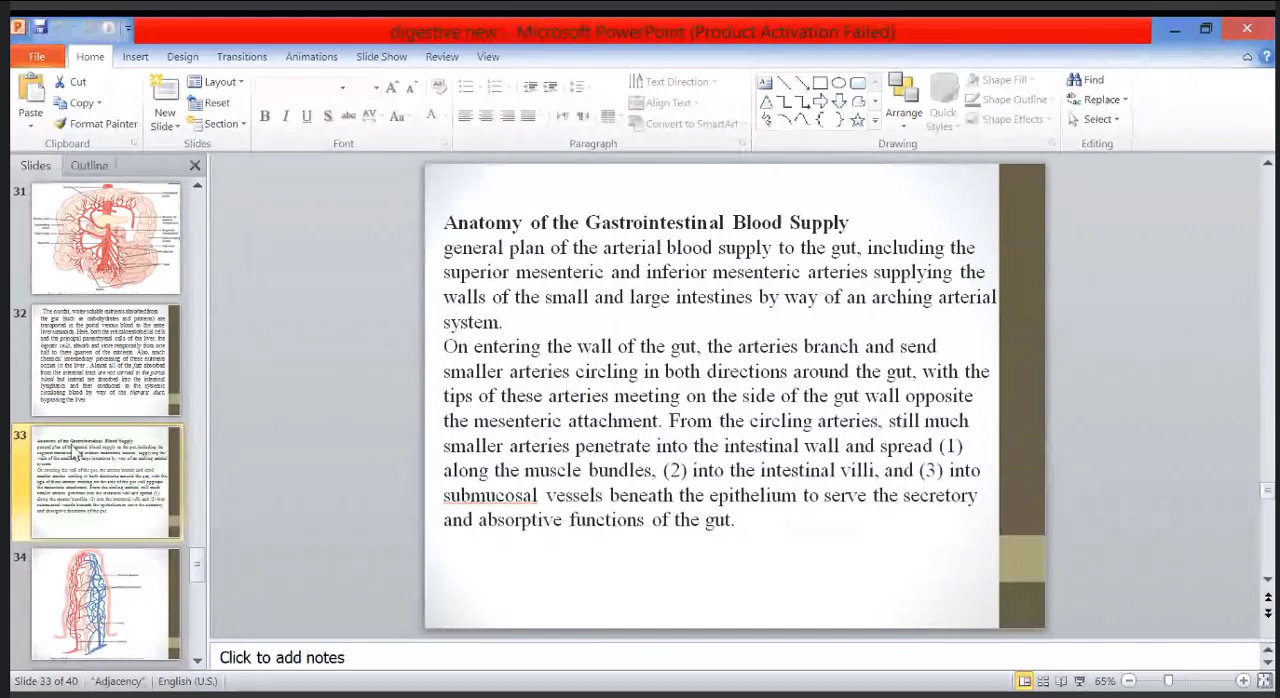 digestive new - Microsoft PowerPoint (Product Activation Failed)
File Home Insert Design Transitions Animations Slide Show Review View
Paste
Cut
Copy
Format Painter
Clipboard
New Slide
Layout
Reset
Section
Slides
B I U S abc AV Aa A
Font
Text Direction
Align Text
Convert to SmartArt
Paragraph
Arrange
Quick Styles
Shape Fill
Shape Outline
Shape Effects
Drawing
Find
Replace
Select
Editing
Slides Outline
31
32
33
34
Anatomy of the Gastrointestinal Blood Supply
general plan of the arterial blood supply to the gut, including the
superior mesenteric and inferior mesenteric arteries supplying the
walls of the small and large intestines by way of an arching arterial
system.
On entering the wall of the gut, the arteries branch and send
smaller arteries circling in both directions around the gut, with the
tips of these arteries meeting on the side of the gut wall opposite
the mesenteric attachment. From the circling arteries, still much
smaller arteries penetrate into the intestinal wall and spread (1)
along the muscle bundles, (2) into the intestinal villi, and (3) into
submucosal vessels beneath the epithelium to serve the secretory
and absorptive functions of the gut.
Click to add notes
Slide 33 of 40 "Adjacency" English (U.S.) 65%